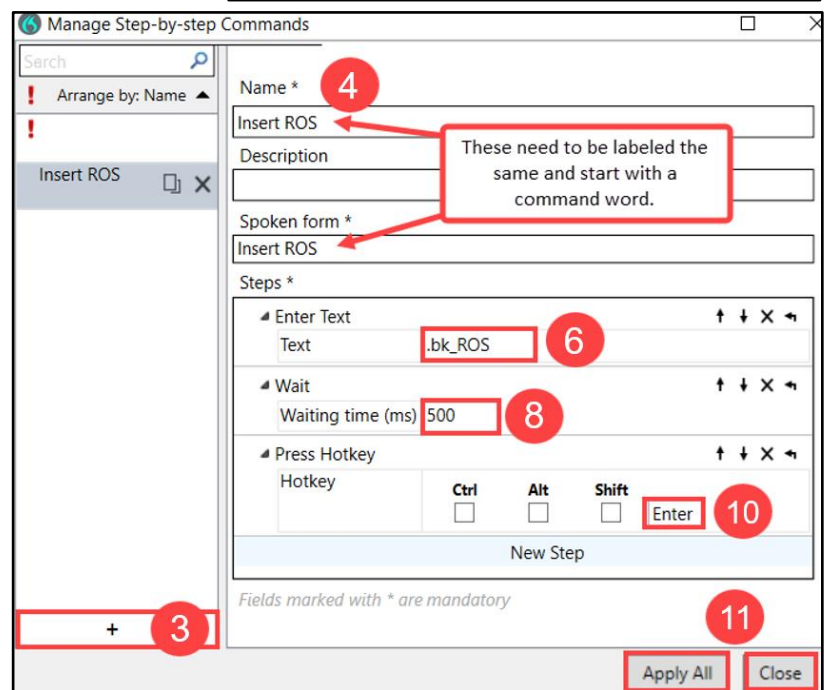 Manage Step-by-step Commands
Serch
! Arrange by: Name
!
Insert ROS
+
3
Name *
4
Insert ROS
These need to be labeled the
same and start with a
command word.
Description
Spoken form *
Insert ROS
Steps *
Enter Text
Text .bk_ROS
6
Wait
Waiting time (ms) 500
8
Press Hotkey
Hotkey Ctrl Alt Shift Enter
10
New Step
Fields marked with * are mandatory
11
Apply All Close